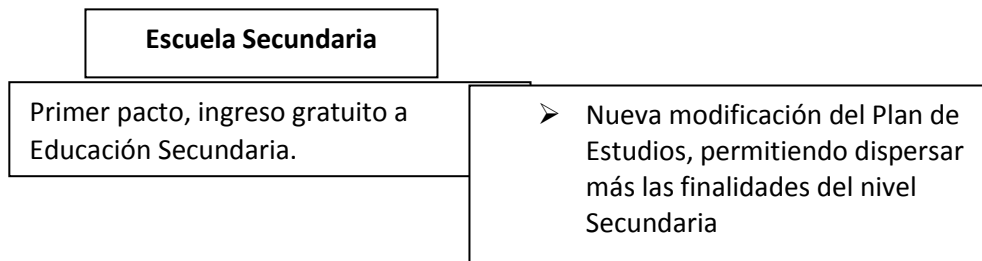 Escuela Secundaria
Primer pacto, ingreso gratuito a
Educación Secundaria.
➢ Nueva modificación del Plan de
Estudios, permitiendo dispersar
más las finalidades del nivel
Secundaria